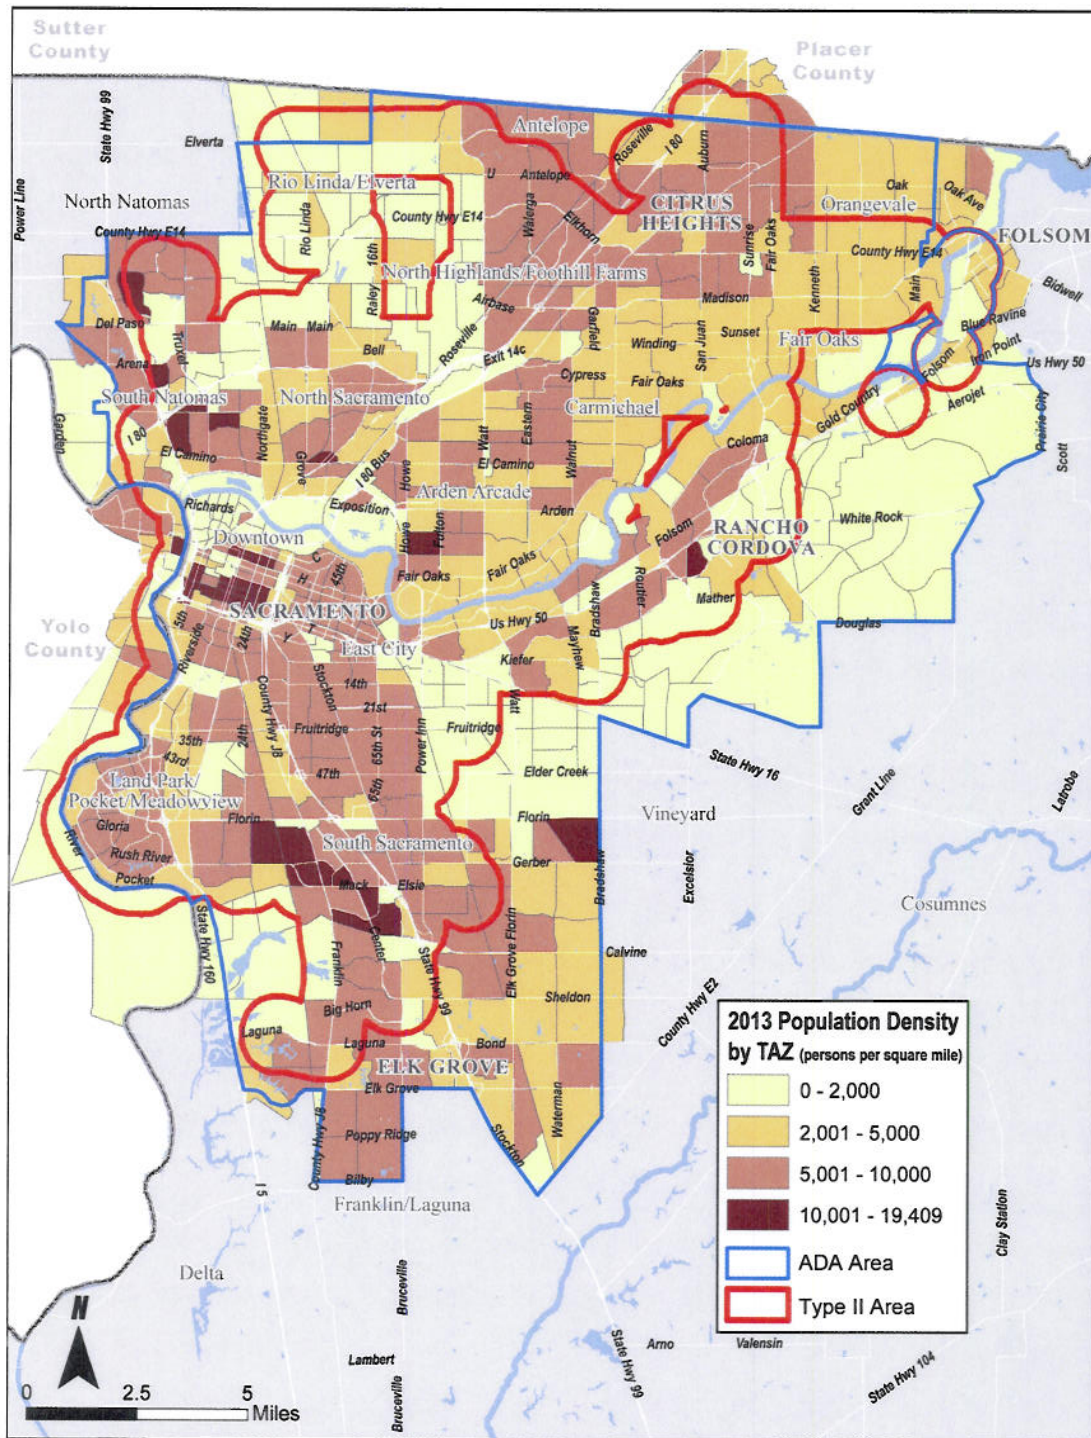 Sutter
County
Placer
County
State Hwy 99
Power Line
Elverta
Antelope
Roseville
I 80
Auburn
North Natomas
Rio Linda/Elverta
U
Antelope
Walerga
Elkhorn
CITRUS
HEIGHTS
Oak
Orangevale
Oak Ave
County Hwy E14
Rio Linda
16th
Raley
County Hwy E14
North Highlands/Foothill Farms
Sunrise
Fair Oaks
County Hwy E14
FOLSOM
Bidwell
Main
Kenneth
Madison
Airbase
Del Paso
Truxel
Main
Main
Bell
Roseville
Exit 14c
Garfield
Winding
San Juan
Sunset
Fair Oaks
Blue Ravine
Iron Point
Us Hwy 50
Folsom
Arena
Cypress
Fair Oaks
Gold Country
Aerojet
South Natomas
North Sacramento
Carmichael
Garden
I 80
Northgate
Grove
El Camino
I 80 Bus
Howe
Watt
Eastern
El Camino
Walnut
Coloma
Prairie City
Scott
Richards
Exposition
Arden Arcade
Fulton
Howe
Arden
Downtown
Folsom
RANCHO
CORDOVA
White Rock
C
H
45th
Fair Oaks
Fair Oaks
Routier
Bradshaw
Mather
Yolo
County
5th
SACRAMENTO
T
Y
Us Hwy 50
Douglas
Riverside
24th
East City
Kiefer
Mayhew
County Hwy J8
Stockton
14th
21st
Watt
Fruitridge
65th St
Power Inn
Fruitridge
35th
43rd
24th
47th
65th
Elder Creek
State Hwy 16
Grant Line
Latrobe
Land Park/
Pocket/Meadowview
Florin
Florin
Vineyard
Gloria
River
Rush River
Pocket
South Sacramento
Gerber
Mack
Elsie
Bradshaw
Excelsior
Cosumnes
State Hwy 160
Franklin
Center
State Hwy 99
Elk Grove Florin
Calvine
Sheldon
County Hwy E2
Big Horn
Laguna
Laguna
Bond
ELK GROVE
Elk Grove
Waterman
Stockton
County Hwy J8
Poppy Ridge
Bilby
I 5
Franklin/Laguna
Delta
Bruceville
Clay Station
2013 Population Density
by TAZ (persons per square mile)
0 - 2,000
2,001 - 5,000
5,001 - 10,000
10,001 - 19,409
ADA Area
Type II Area
N
Lambert
Bruceville
State Hwy 99
Arno
Valensin
State Hwy 104
0
2.5
5
Miles